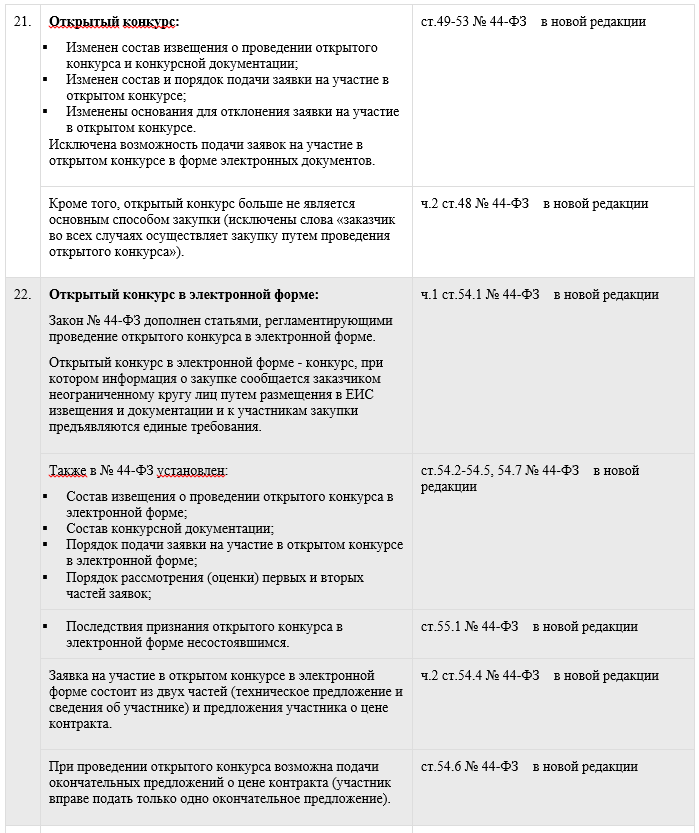 21. Открытый конкурс: ст.49-53 № 44-ФЗ в новой редакции
▪ Изменен состав извещения о проведении открытого
конкурса и конкурсной документации;
▪ Изменен состав и порядок подачи заявки на участие в
открытом конкурсе;
▪ Изменены основания для отклонения заявки на участие
в открытом конкурсе.
Исключена возможность подачи заявок на участие в
открытом конкурсе в форме электронных документов.
Кроме того, открытый конкурс больше не является ч.2 ст.48 № 44-ФЗ в новой редакции
основным способом закупки (исключены слова «заказчик
во всех случаях осуществляет закупку путем проведения
открытого конкурса»).
22. Открытый конкурс в электронной форме: ч.1 ст.54.1 № 44-ФЗ в новой редакции
Закон № 44-ФЗ дополнен статьями, регламентирующими
проведение открытого конкурса в электронной форме.
Открытый конкурс в электронной форме - конкурс, при
котором информация о закупке сообщается заказчиком
неограниченному кругу лиц путем размещения в ЕИС
извещения и документации и к участникам закупки
предъявляются единые требования.
Также в № 44-ФЗ установлен: ст.54.2-54.5, 54.7 № 44-ФЗ в новой
редакции
▪ Состав извещения о проведении открытого конкурса в
электронной форме;
▪ Состав конкурсной документации;
▪ Порядок подачи заявки на участие в открытом конкурсе
в электронной форме;
▪ Порядок рассмотрения (оценки) первых и вторых
частей заявок;
▪ Последствия признания открытого конкурса в ст.55.1 № 44-ФЗ в новой редакции
электронной форме несостоявшимся.
Заявка на участие в открытом конкурсе в электронной ч.2 ст.54.4 № 44-ФЗ в новой редакции
форме состоит из двух частей (техническое предложение и
сведения об участнике) и предложения участника о цене
контракта.
При проведении открытого конкурса возможна подачи ст.54.6 № 44-ФЗ в новой редакции
окончательных предложений о цене контракта (участник
вправе подать только одно окончательное предложение).